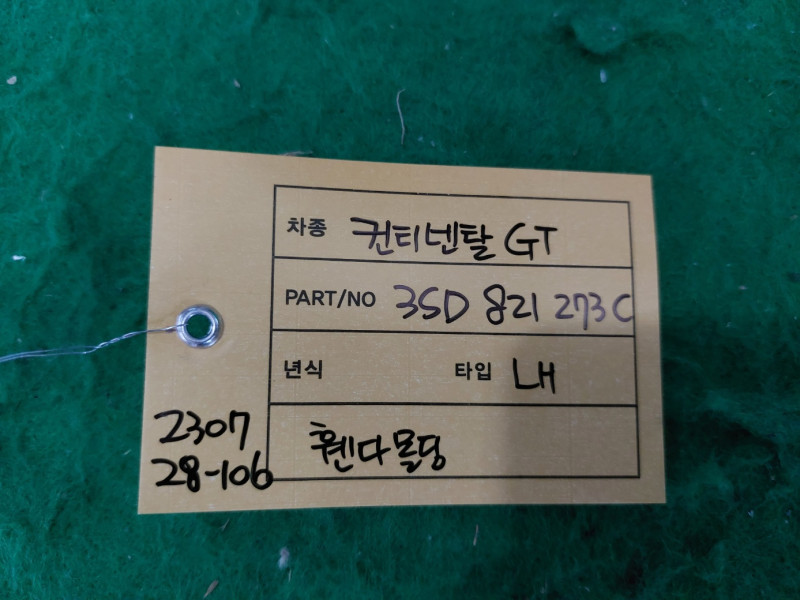 차종 컨티넨탈 GT
PART/NO 3SD 821 273 C
년식 타입 LH
휀다몰딩
2307
28-106